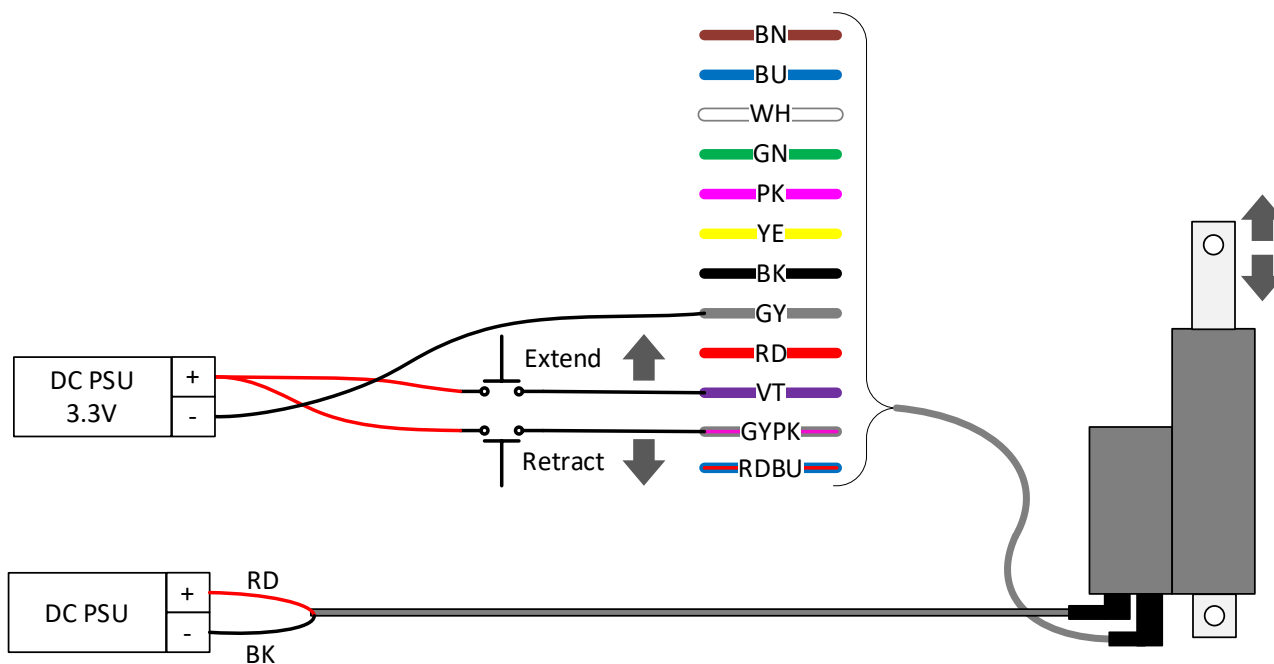 BN
BU
WH
GN
PK
YE
BK
GY
Extend
RD
DC PSU
3.3V
+
-
VT
GYPK
Retract
RDBU
RD
DC PSU
+
-
BK